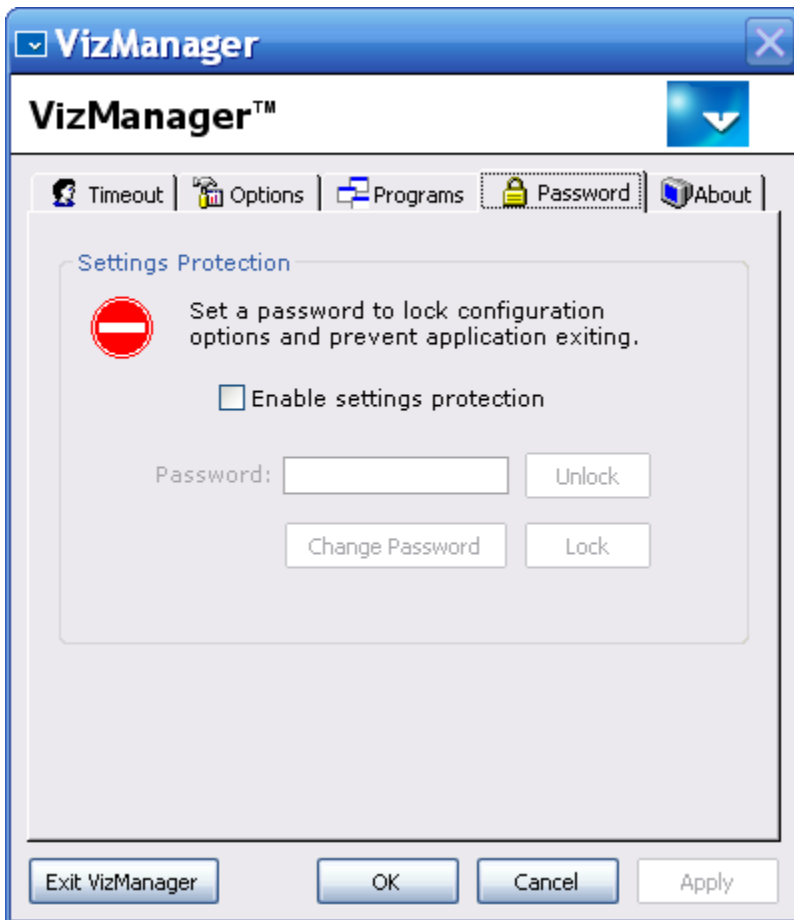 VizManager
VizManager™
Timeout Options Programs Password About
Settings Protection
Set a password to lock configuration
options and prevent application exiting.
Enable settings protection
Password: Unlock
Change Password Lock
Exit VizManager OK Cancel Apply